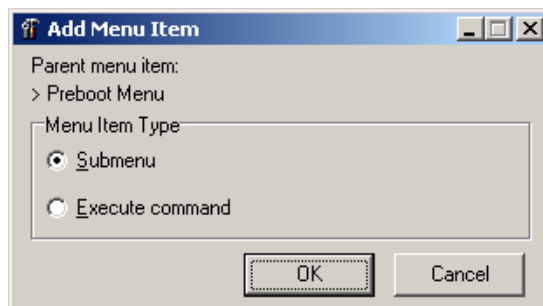 Add Menu Item
Parent menu item:
> Preboot Menu
Menu Item Type
Submenu
Execute command
OK Cancel